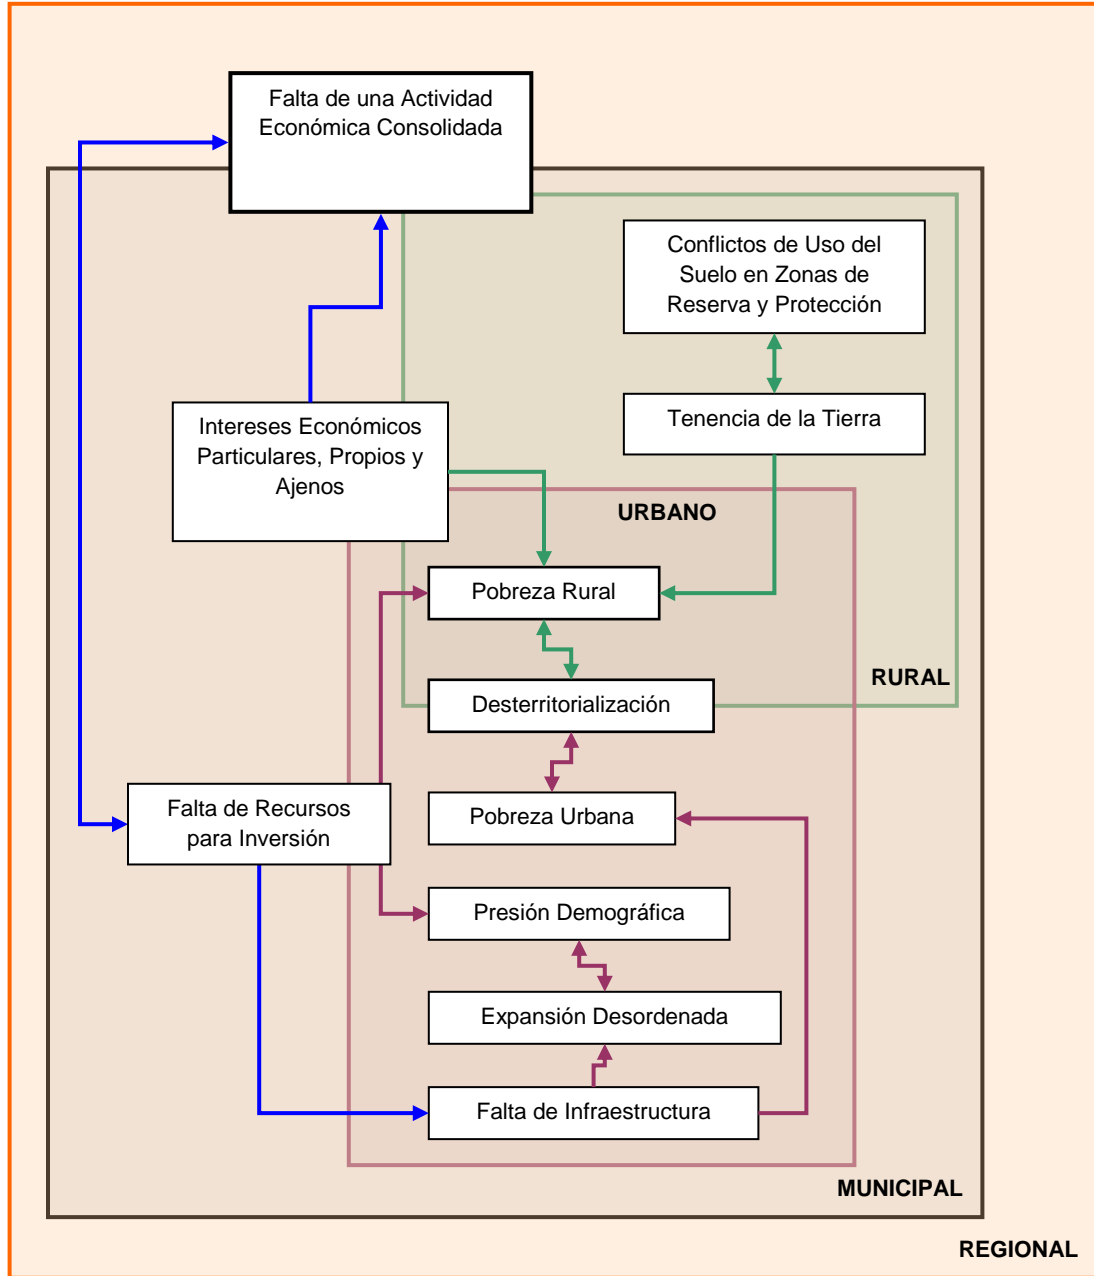 Falta de una Actividad
Económica Consolidada
Conflictos de Uso del
Suelo en Zonas de
Reserva y Protección
Intereses Económicos
Particulares, Propios y
Ajenos
Tenencia de la Tierra
URBANO
Pobreza Rural
RURAL
Desterritorialización
Falta de Recursos
para Inversión
Pobreza Urbana
Presión Demográfica
Expansión Desordenada
Falta de Infraestructura
MUNICIPAL
REGIONAL